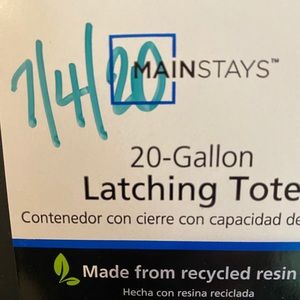 7/4/20
MAINSTAYS™
20-Gallon
Latching Tote
Contenedor con cierre con capacidad de
Made from recycled resin
Hecha con resina reciclada